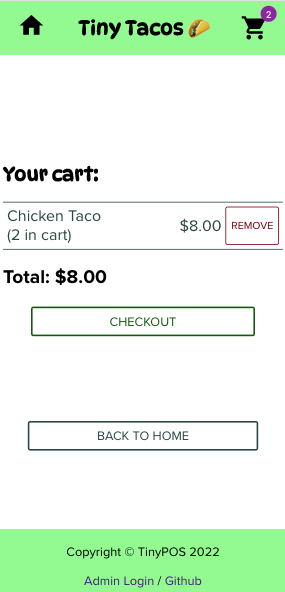 Tiny Tacos 🌮
2
Your cart:
Chicken Taco
(2 in cart)
$8.00
REMOVE
Total: $8.00
CHECKOUT
BACK TO HOME
Copyright © TinyPOS 2022
Admin Login / Github